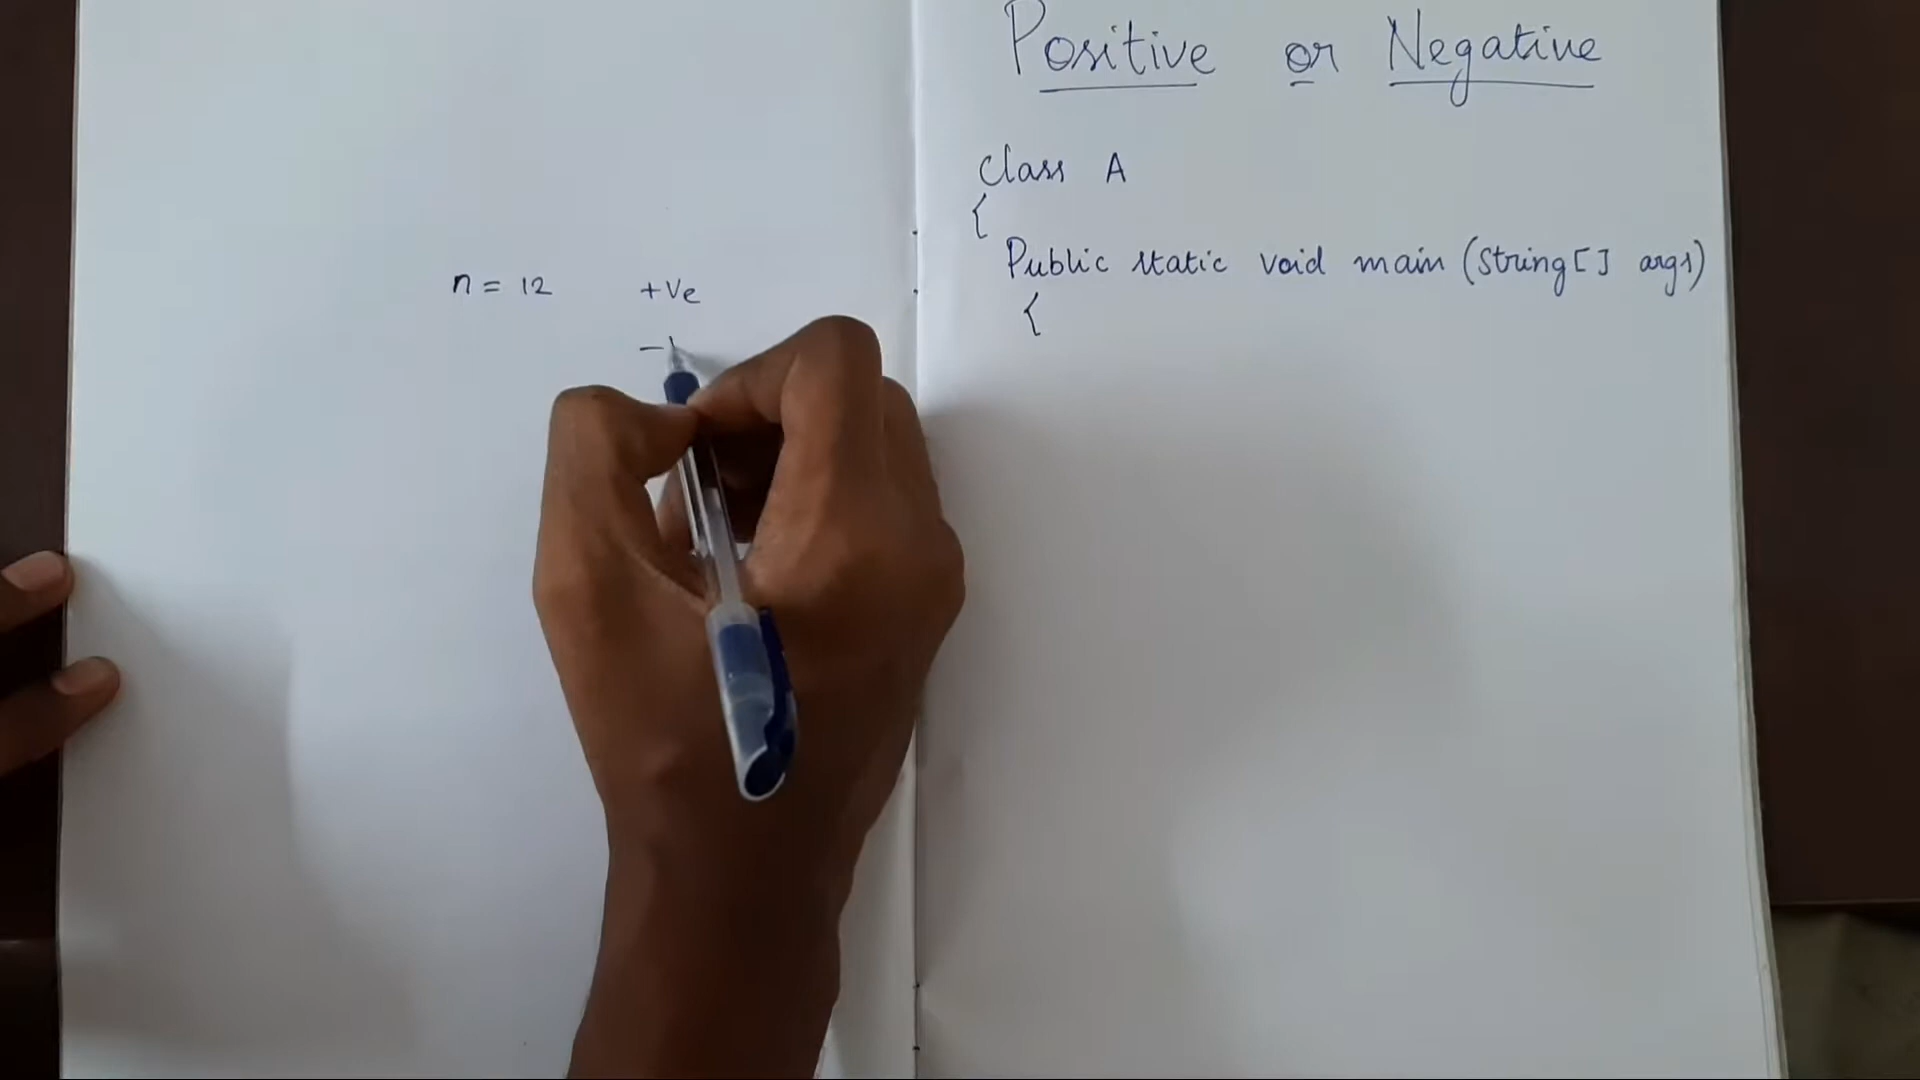 n = 12 +ve
-
Positive or Negative
Class A
{
Public static void main (String[] args)
{